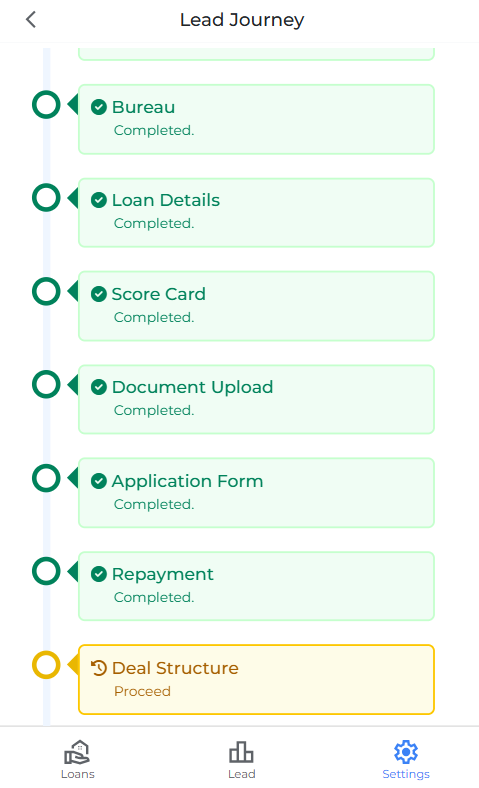 Lead Journey
Bureau
Completed.
Loan Details
Completed.
Score Card
Completed.
Document Upload
Completed.
Application Form
Completed.
Repayment
Completed.
Deal Structure
Proceed
Loans
Lead
Settings